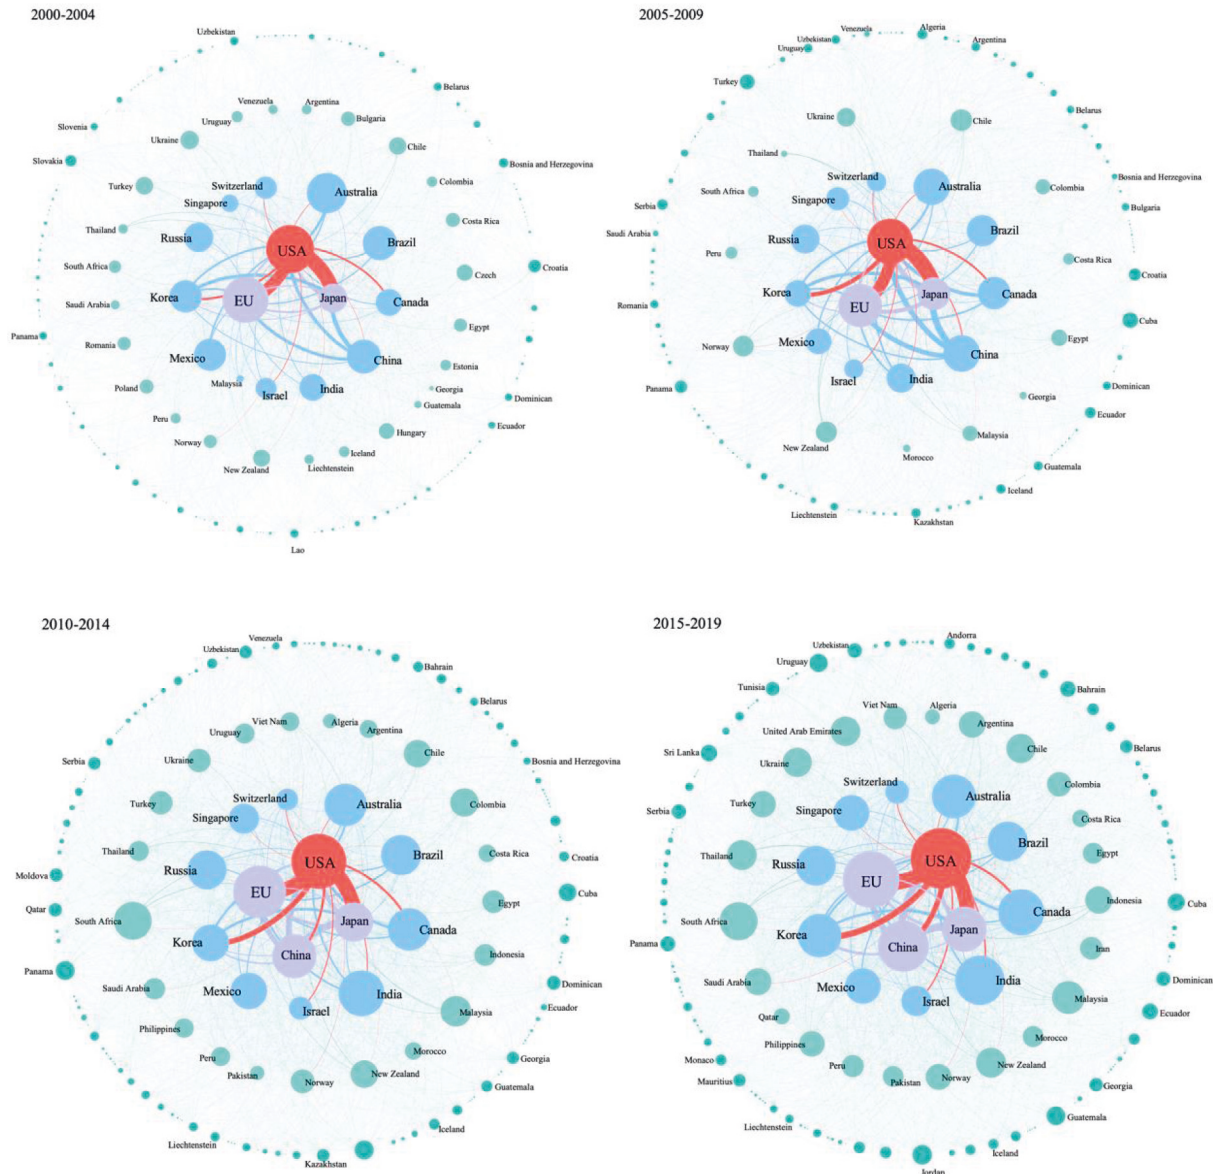 2000-2004
Uzbekistan
Belarus
Venezuela
Argentina
Uruguay
Bulgaria
Slovenia
Ukraine
Chile
Slovakia
Bosnia and Herzegovina
Switzerland
Colombia
Turkey
Australia
Singapore
Costa Rica
Thailand
Russia
USA
Brazil
South Africa
Czech
Croatia
Korea
EU
Japan
Canada
Saudi Arabia
Panama
Egypt
Romania
Mexico
China
Estonia
Malaysia
Poland
Israel
India
Georgia
Dominican
Guatemala
Peru
Ecuador
Norway
Hungary
Iceland
New Zealand
Liechtenstein
Lao
2005-2009
Venezuela
Algeria
Uzbekistan
Argentina
Uruguay
Turkey
Belarus
Ukraine
Chile
Thailand
Switzerland
Bosnia and Herzegovina
South Africa
Australia
Colombia
Singapore
Serbia
Bulgaria
Saudi Arabia
Russia
USA
Brazil
Peru
Costa Rica
Croatia
Korea
Japan
Canada
Romania
EU
Cuba
Norway
Mexico
Egypt
China
Israel
India
Panama
Dominican
Georgia
Ecuador
New Zealand
Malaysia
Morocco
Guatemala
Iceland
Liechtenstein
Kazakhstan
2010-2014
Venezuela
Uzbekistan
Bahrain
Belarus
Viet Nam
Algeria
Uruguay
Argentina
Chile
Serbia
Ukraine
Bosnia and Herzegovina
Turkey
Switzerland
Australia
Colombia
Singapore
Thailand
Russia
USA
Brazil
Costa Rica
Croatia
Moldova
EU
Cuba
Qatar
South Africa
Japan
Egypt
Korea
Canada
China
Indonesia
Panama
Saudi Arabia
Mexico
India
Dominican
Israel
Malaysia
Ecuador
Philippines
Morocco
Peru
Georgia
Pakistan
Norway
New Zealand
Guatemala
Iceland
Liechtenstein
Kazakhstan
2015-2019
Andorra
Uzbekistan
Uruguay
Tunisia
Bahrain
Viet Nam
Algeria
United Arab Emirates
Argentina
Sri Lanka
Chile
Belarus
Ukraine
Switzerland
Colombia
Turkey
Australia
Serbia
Singapore
Costa Rica
Brazil
Thailand
Russia
USA
Egypt
EU
Indonesia
Cuba
South Africa
Canada
Japan
Korea
Panama
China
Iran
Saudi Arabia
Mexico
India
Dominican
Israel
Malaysia
Ecuador
Qatar
Philippines
Morocco
Monaco
Peru
New Zealand
Mauritius
Pakistan
Norway
Georgia
Guatemala
Liechtenstein
Iceland
Jordan